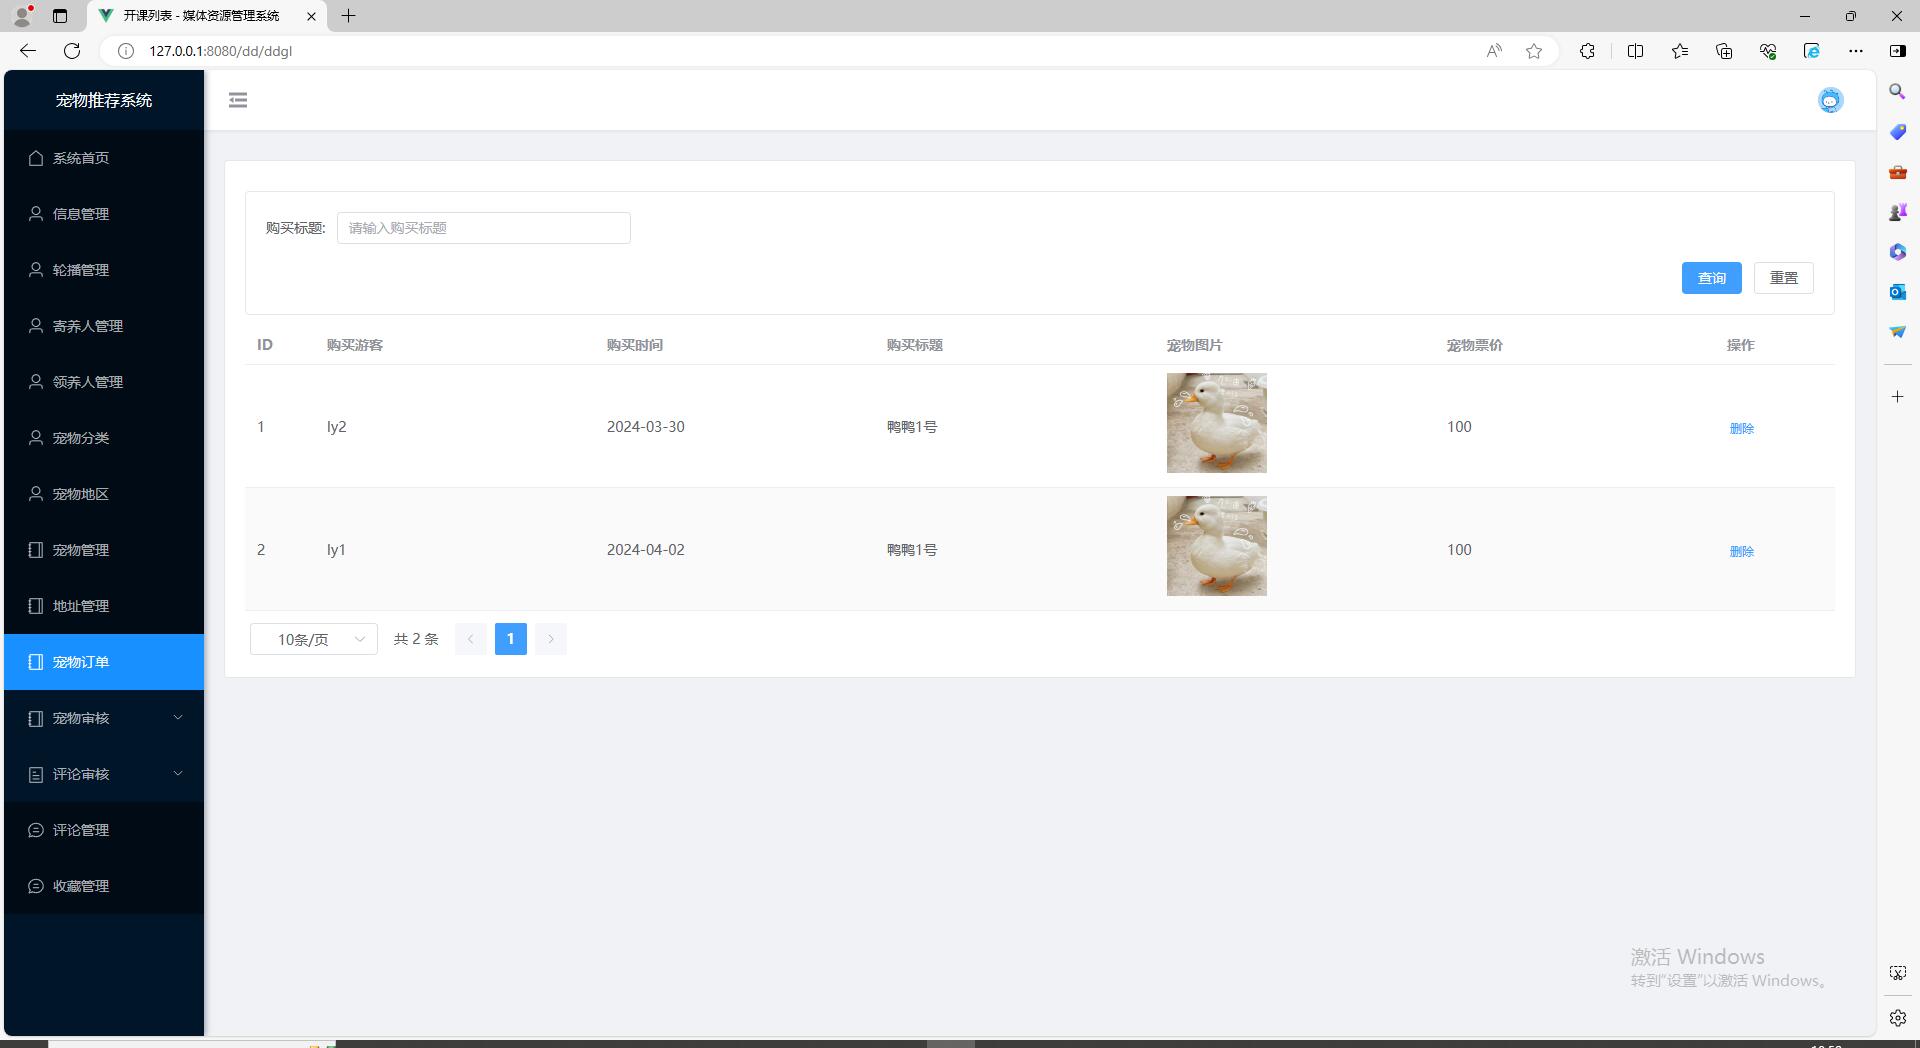 开课列表 - 媒体资源管理系统
127.0.0.1:8080/dd/ddgl
宠物推荐系统
系统首页
信息管理
轮播管理
寄养人管理
领养人管理
宠物分类
宠物地区
宠物管理
地址管理
宠物订单
宠物审核
评论审核
评论管理
收藏管理
购买标题: 请输入购买标题
查询 重置
ID 购买游客 购买时间 购买标题 宠物图片 宠物票价 操作
1 ly2 2024-03-30 鸭鸭1号 100 删除
2 ly1 2024-04-02 鸭鸭1号 100 删除
10条/页 共 2 条 1
激活 Windows
转到“设置”以激活 Windows。